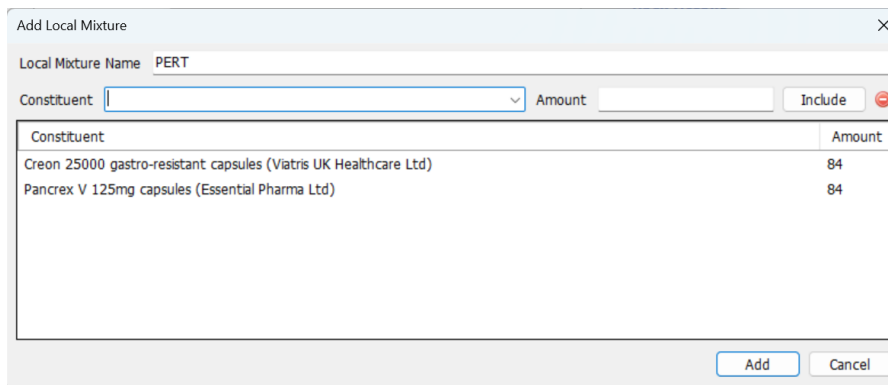 Add Local Mixture
Local Mixture Name PERT
Constituent Amount Include
Constituent Amount
Creon 25000 gastro-resistant capsules (Viatris UK Healthcare Ltd) 84
Pancrex V 125mg capsules (Essential Pharma Ltd) 84
Add Cancel